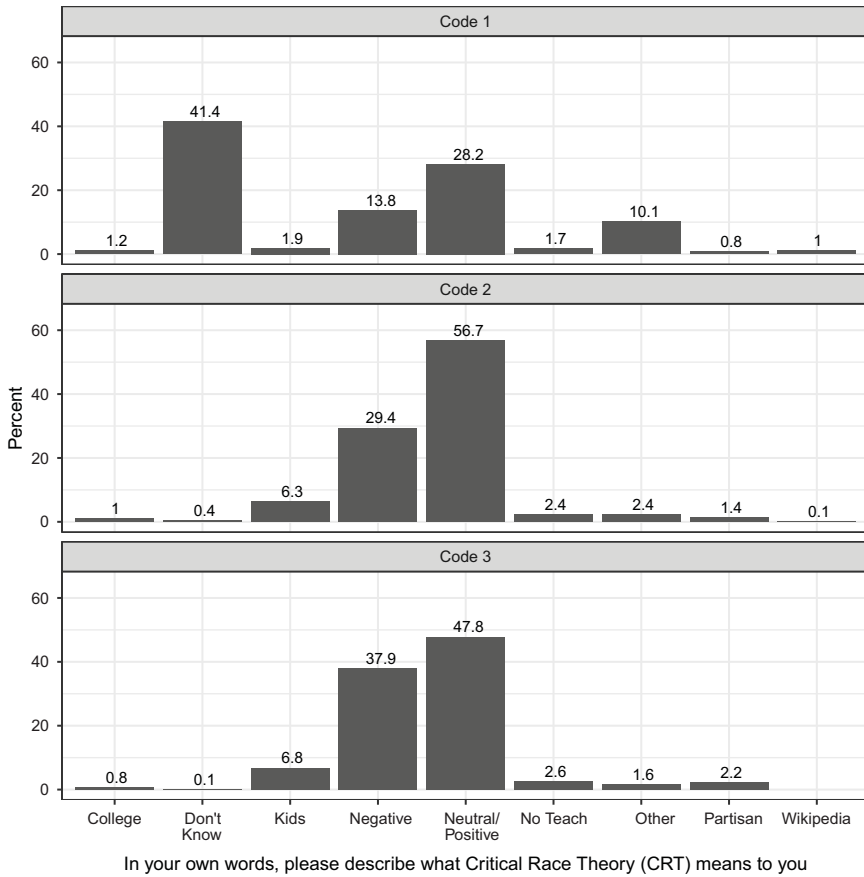 Code 1
60
40
20
0
1.2
41.4
1.9
13.8
28.2
1.7
10.1
0.8
1
Code 2
Percent
60
40
20
0
1
0.4
6.3
29.4
56.7
2.4
2.4
1.4
0.1
Code 3
60
40
20
0
0.8
0.1
6.8
37.9
47.8
2.6
1.6
2.2
College
Don't
Know
Kids
Negative
Neutral/
Positive
No Teach
Other
Partisan
Wikipedia
In your own words, please describe what Critical Race Theory (CRT) means to you